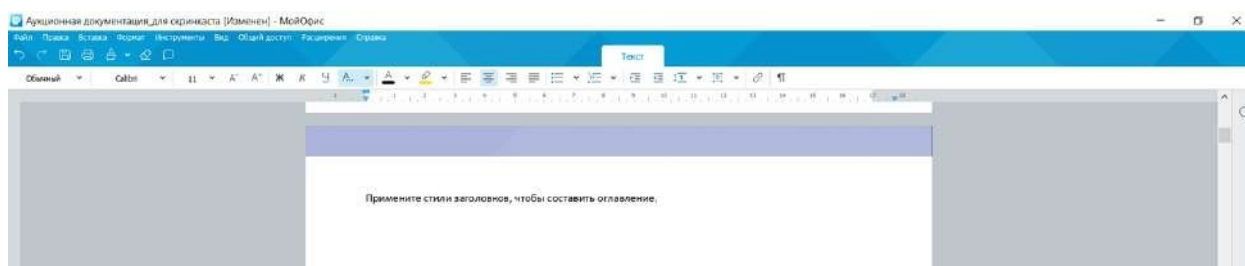 Аукционная документация_для скринкаста [Изменен] - МойОфис
Файл Правка Вставка Формат Инструменты Вид Общий доступ Расширения Справка
Текст
Обычный Calibri 11 А⁻ А⁺ Ж К Ч А... А
Примените стили заголовков, чтобы составить оглавление.